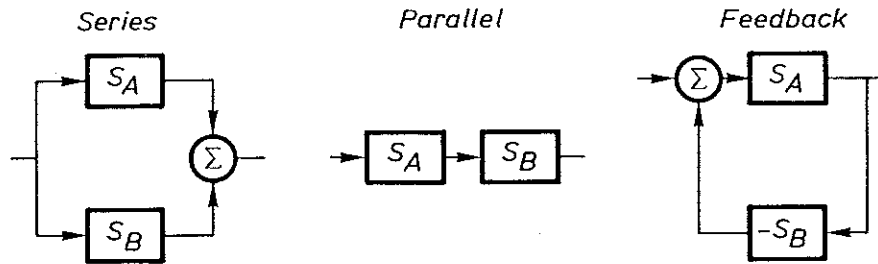 Series
Parallel
Feedback
S_A
Σ
S_B
S_A
S_B
Σ
S_A
-S_B